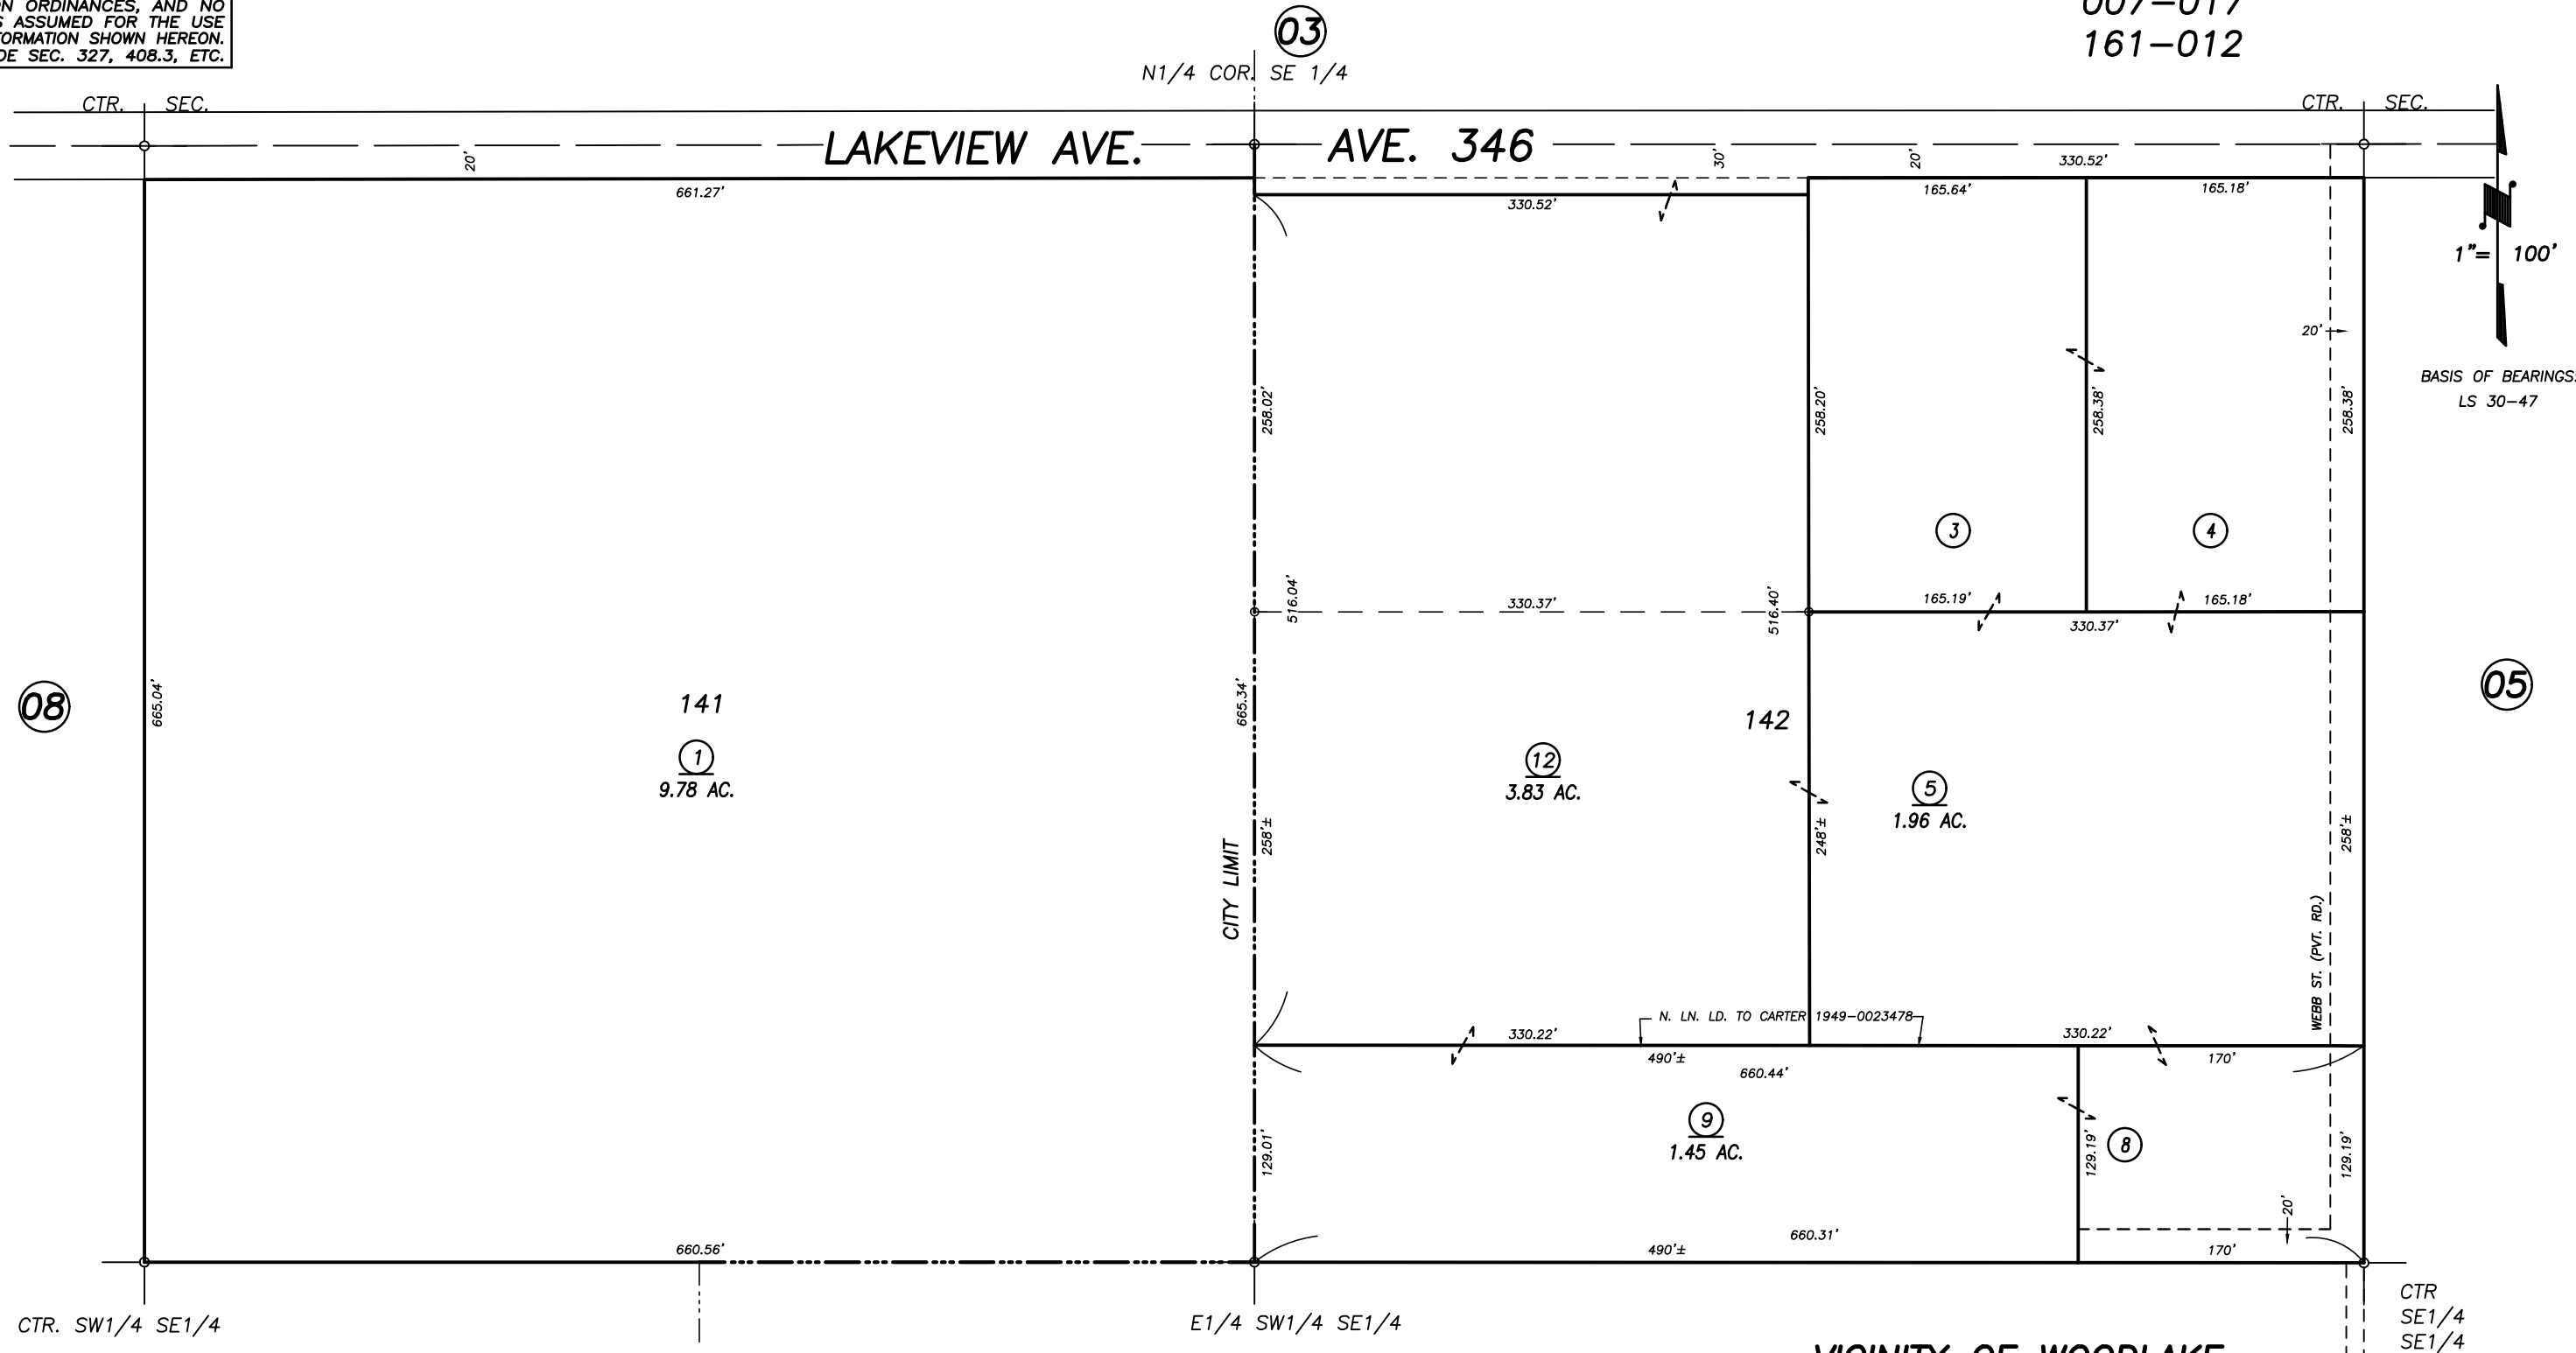 ORDINANCES, AND NO
ASSUMED FOR THE USE
SHOWN HEREON.
SEC. 327, 408.3, ETC.
03
007-017
161-012
N1/4 COR. SE 1/4
CTR. SEC.
CTR. SEC.
LAKEVIEW AVE.
AVE. 346
20'
30'
20'
330.52'
661.27'
330.52'
165.64'
165.18'
1"= 100'
20'
BASIS OF BEARINGS:
LS 30-47
258.02'
258.20'
258.38'
258.38'
3
4
516.04'
330.37'
516.40'
165.19'
165.18'
330.37'
08
665.04'
141
1
9.78 AC.
665.34'
142
05
12
3.83 AC.
5
1.96 AC.
CITY LIMIT
258'±
248'±
258'±
WEBB ST. (PVT. RD.)
N. LN. LD. TO CARTER 1949-0023478
330.22'
330.22'
490'±
170'
660.44'
9
1.45 AC.
129.01'
129.19'
8
129.19'
20'
660.56'
660.31'
490'±
170'
CTR. SW1/4 SE1/4
E1/4 SW1/4 SE1/4
CTR
SE1/4
SE1/4
VICINITY OF WOODLAKE